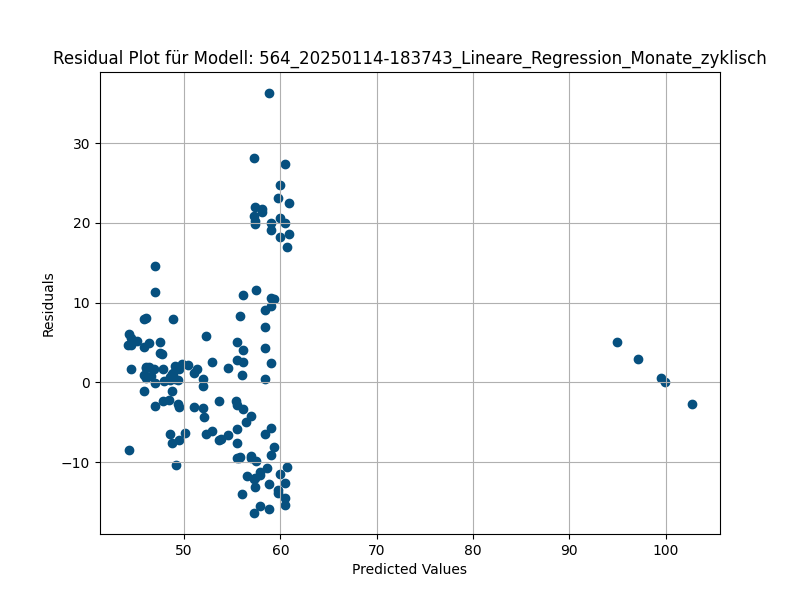 Residual Plot für Modell: 564_20250114-183743_Lineare_Regression_Monate_zyklisch
30
20
10
0
−10
Residuals
50 60 70 80 90 100
Predicted Values